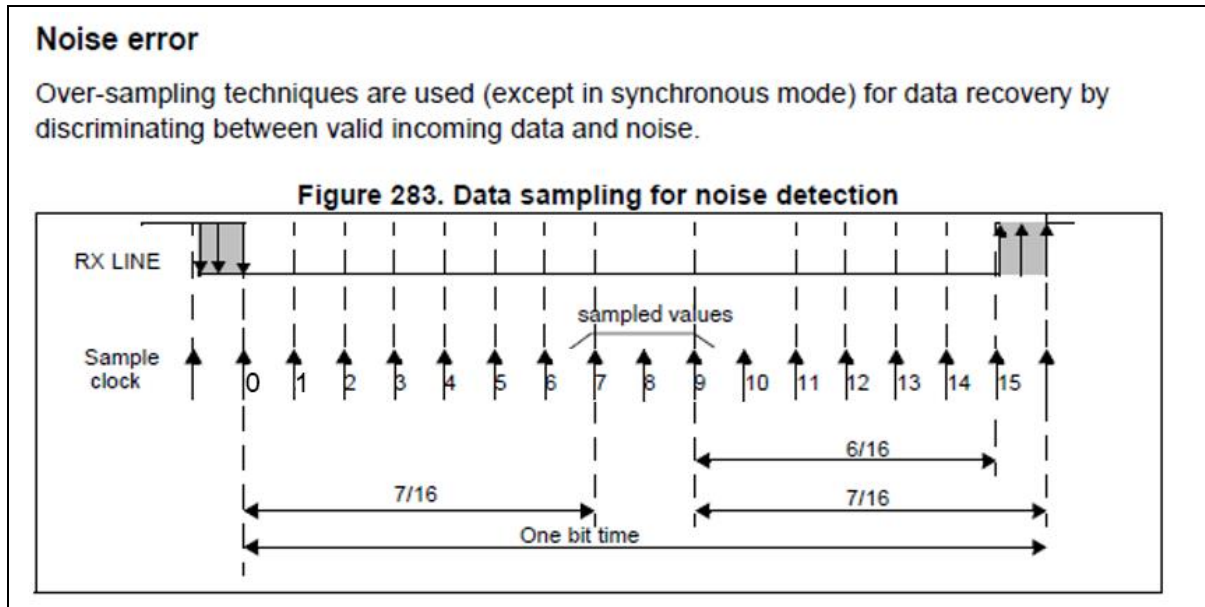 Noise error
Over-sampling techniques are used (except in synchronous mode) for data recovery by
discriminating between valid incoming data and noise.
Figure 283. Data sampling for noise detection
RX LINE
sampled values
Sample
clock
0 1 2 3 4 5 6 7 8 9 10 11 12 13 14 15
6/16
7/16
7/16
One bit time